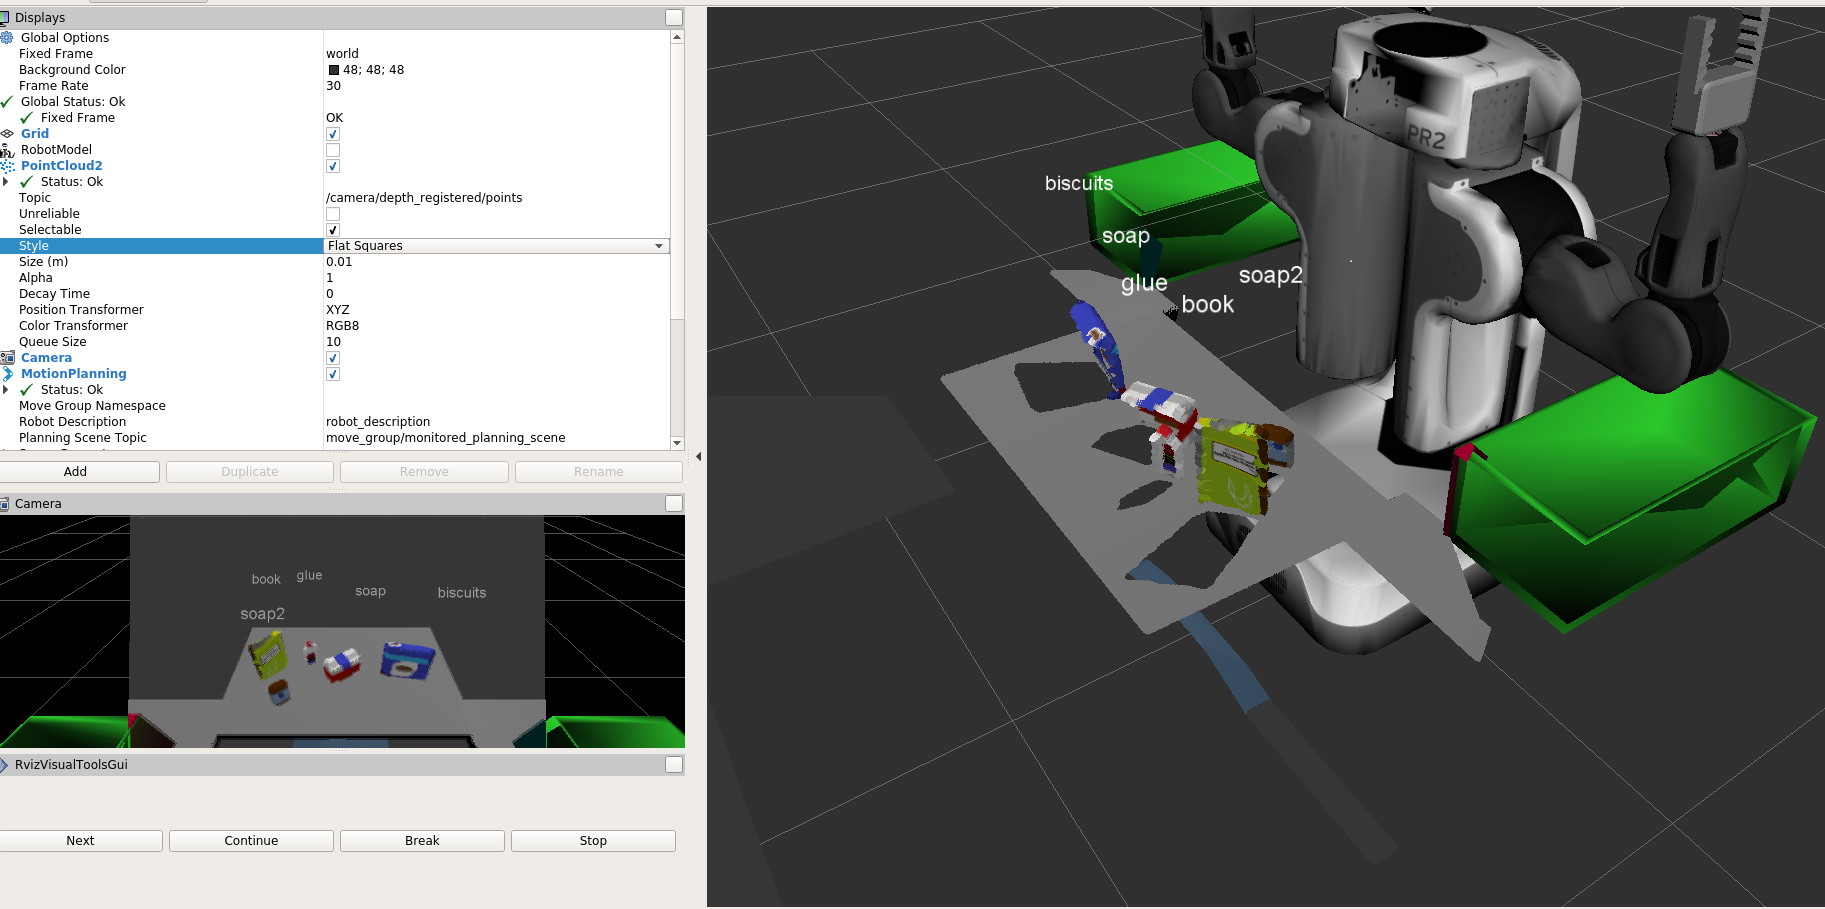 Displays
Global Options
Fixed Frame world
Background Color 48; 48; 48
Frame Rate 30
Global Status: Ok
Fixed Frame OK
Grid
RobotModel
PointCloud2
Status: Ok
Topic /camera/depth_registered/points
Unreliable
Selectable
Style Flat Squares
Size (m) 0.01
Alpha 1
Decay Time 0
Position Transformer XYZ
Color Transformer RGB8
Queue Size 10
Camera
MotionPlanning
Status: Ok
Move Group Namespace
Robot Description robot_description
Planning Scene Topic move_group/monitored_planning_scene
Add Duplicate Remove Rename
Camera
book glue
soap biscuits
soap2
RvizVisualToolsGui
Next Continue Break Stop
PR2
biscuits
soap
soap2
glue
book